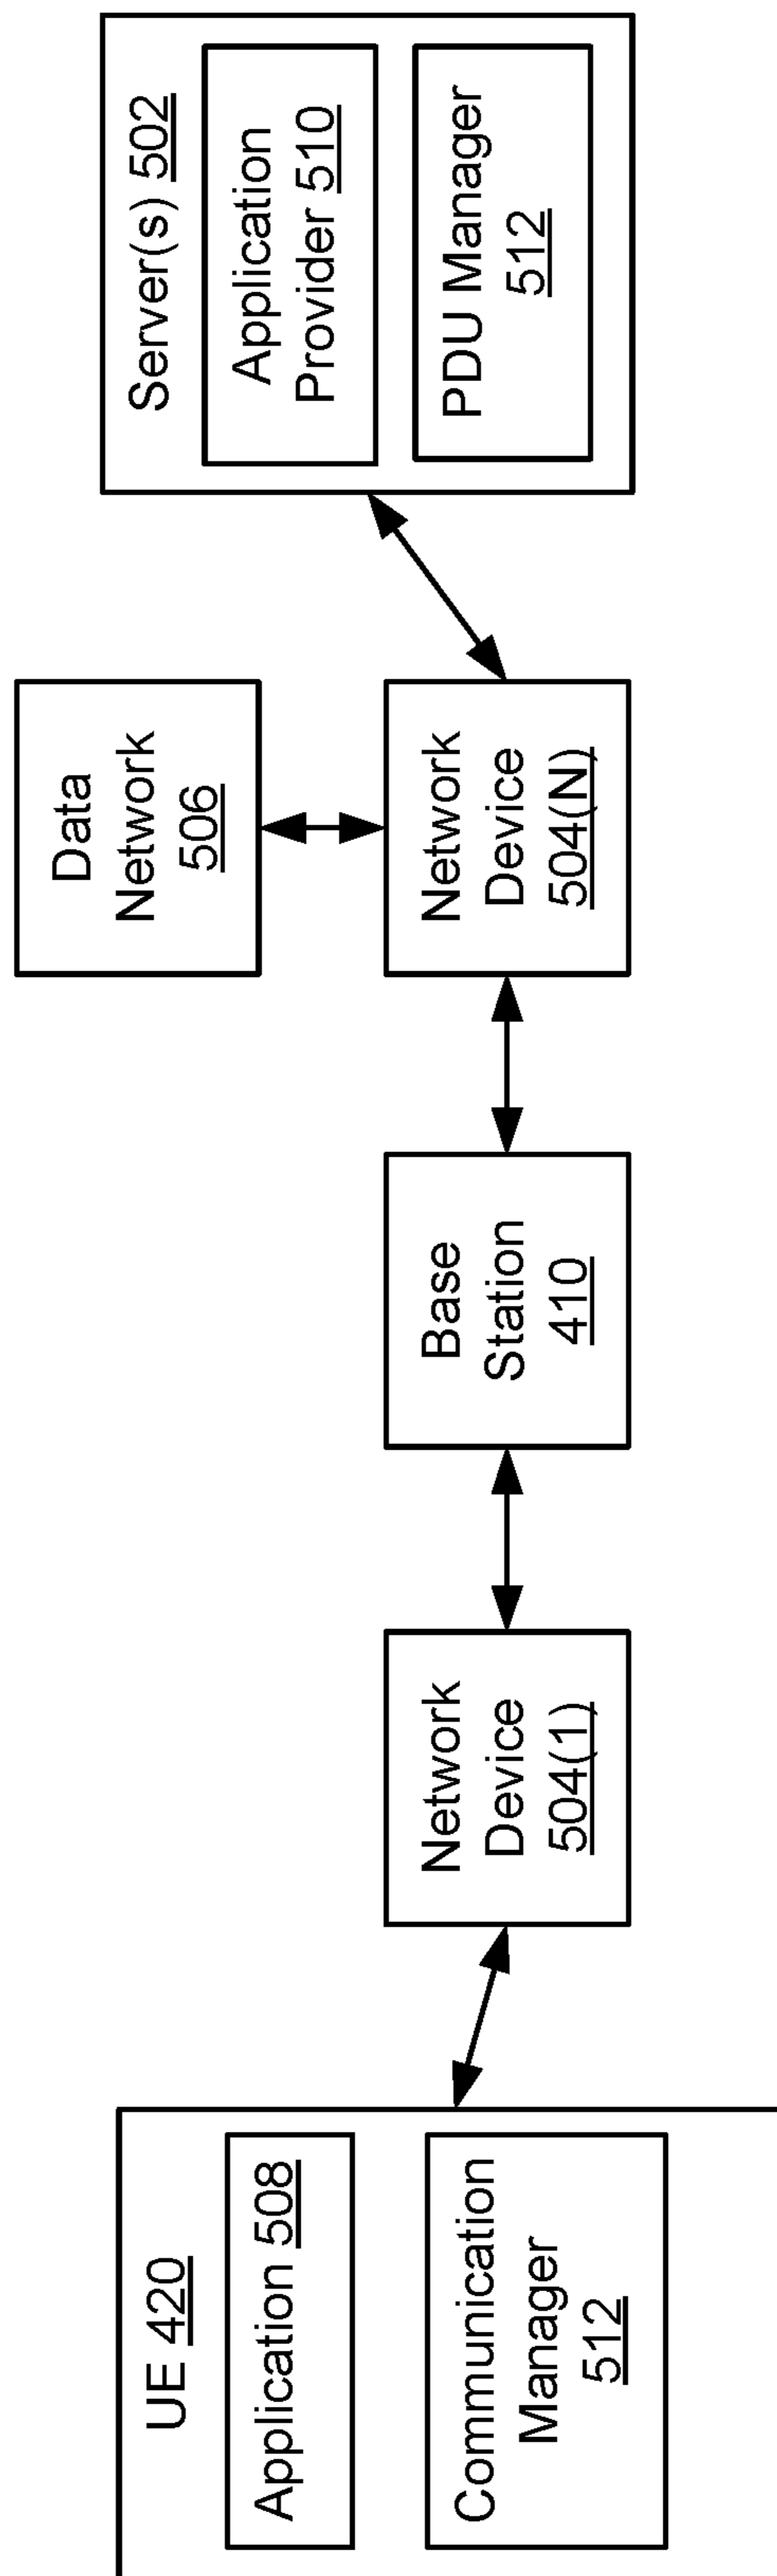 UE 420
Application 508
Communication
Manager
512
Network
Device
504(1)
Base
Station
410
Network
Device
504(N)
Data
Network
506
Server(s) 502
Application
Provider 510
PDU Manager
512